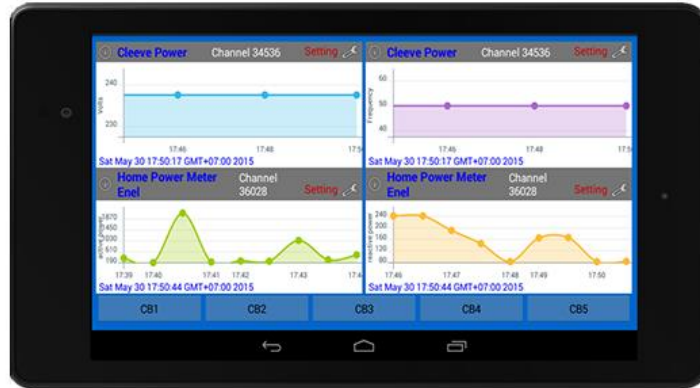 Cleeve Power Channel 34536 Setting
240
Volts
230
17:46 17:48
Sat May 30 17:50:17 GMT+07:00 2015
Cleeve Power Channel 34536 Setting
60
Frequency
50
40
17:46 17:48
Sat May 30 17:50:17 GMT+07:00 2015
Home Power Meter Enel
Channel 36028
Setting
active_power
1030
610
190
17:39 17:40 17:41 17:42 17:43
Sat May 30 17:50:44 GMT+07:00 2015
Home Power Meter Enel
Channel 36028
Setting
reactive power
240
200
160
120
80
17:46 17:47 17:48 17:49 17:50
Sat May 30 17:50:44 GMT+07:00 2015
CB1 CB2 CB3 CB4 CB5